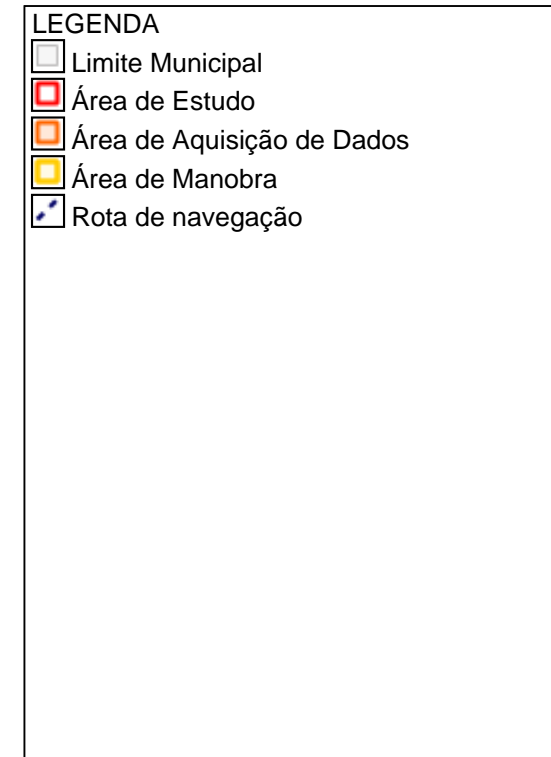 LEGENDA
Limite Municipal
Área de Estudo
Área de Aquisição de Dados
Área de Manobra
Rota de navegação